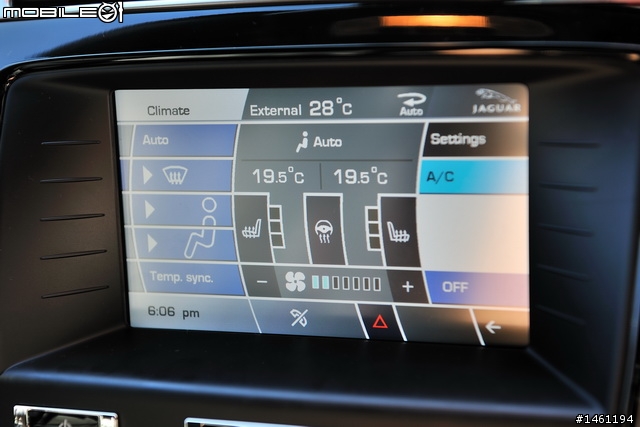 MOBILE01
Climate External 28°C Auto JAGUAR
Auto Auto Settings
19.5°C 19.5°C A/C
Temp. sync. - + OFF
6:06 pm
#1461194